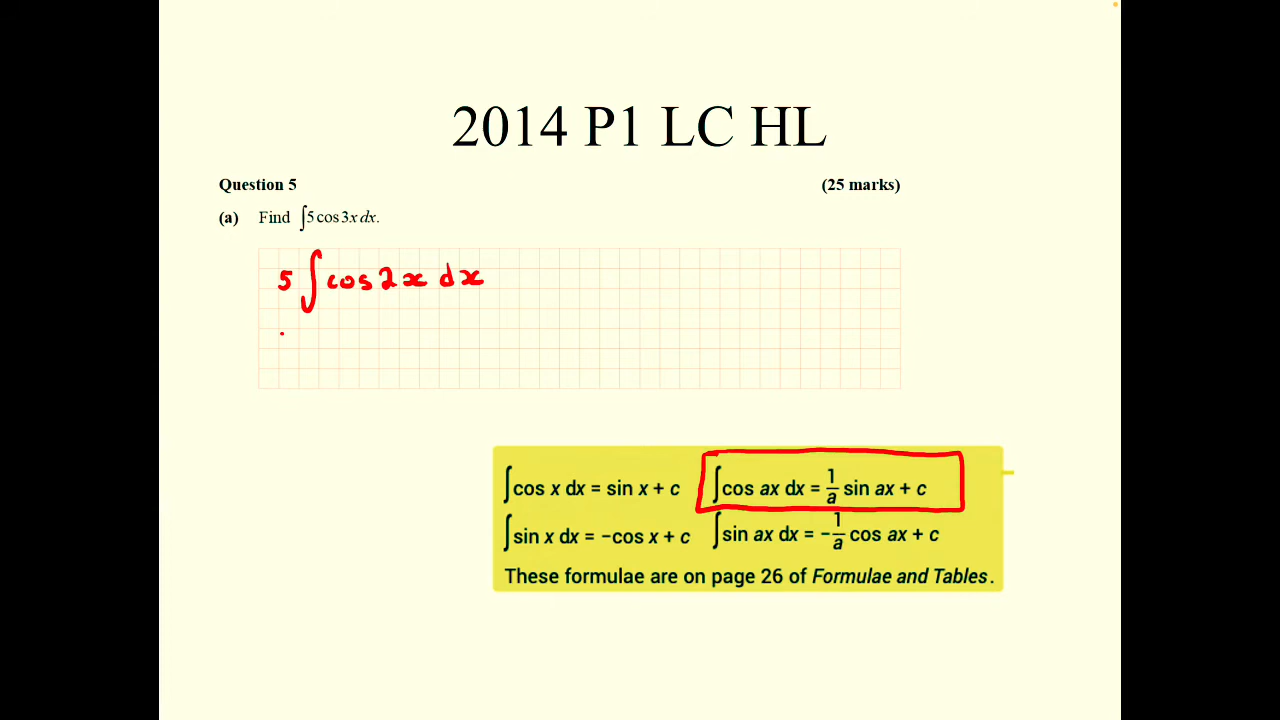 2014 P1 LC HL
Question 5 (25 marks)
(a) Find ∫5 cos 3x dx.
5 ∫ cos 2x dx
∫cos x dx = sin x + c ∫cos ax dx = 1/a sin ax + c
∫sin x dx = −cos x + c ∫sin ax dx = −1/a cos ax + c
These formulae are on page 26 of Formulae and Tables.